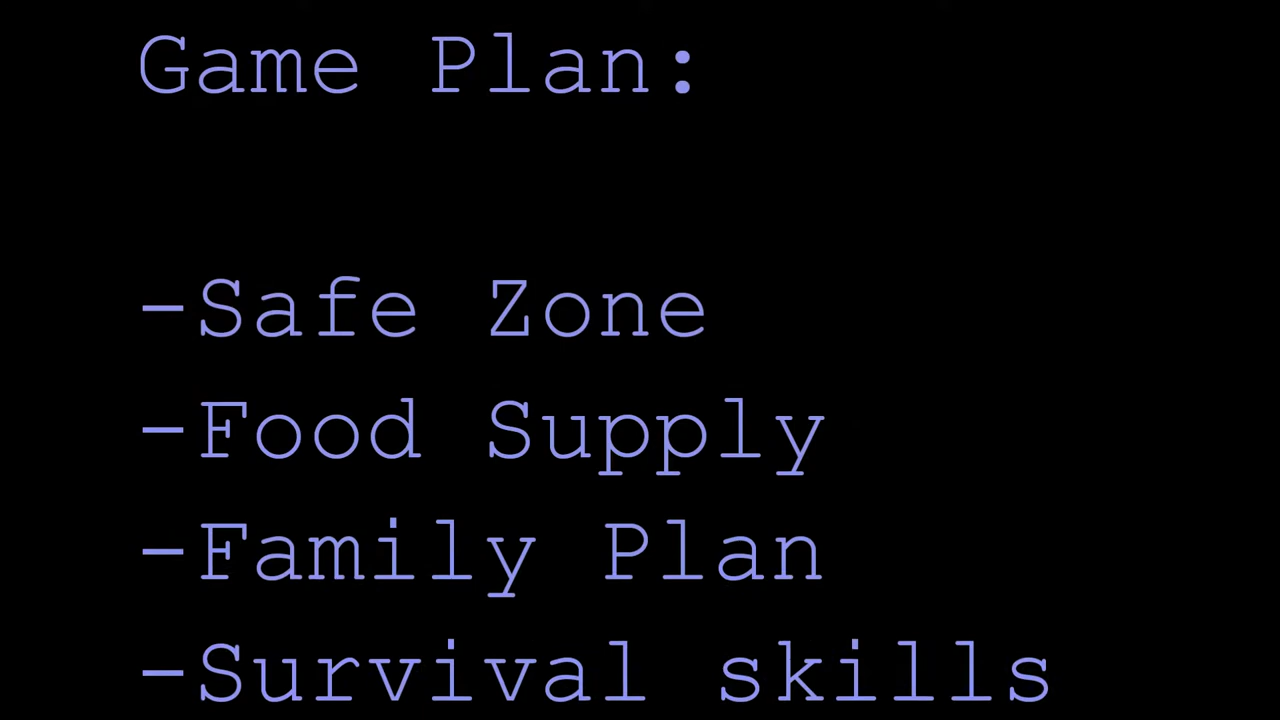 Game Plan:
-Safe Zone
-Food Supply
-Family Plan
-Survival skills